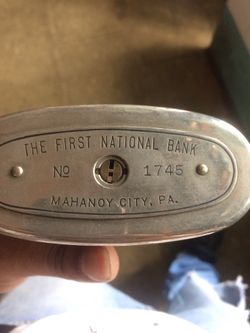 THE FIRST NATIONAL BANK
No 1745
MAHANOY CITY, PA.